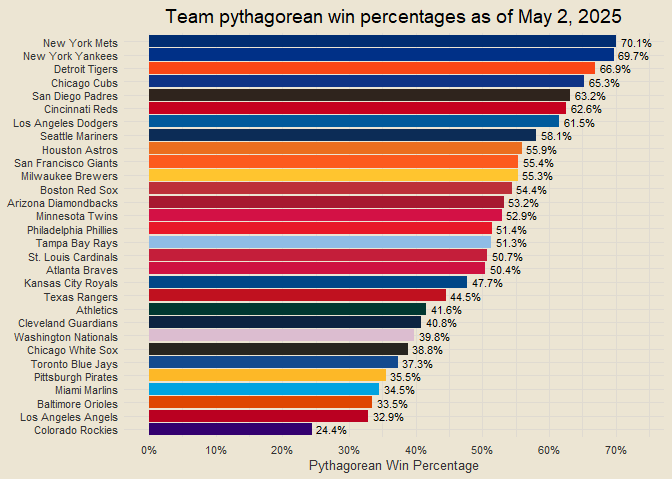 Team pythagorean win percentages as of May 2, 2025
New York Mets 70.1%
New York Yankees 69.7%
Detroit Tigers 66.9%
Chicago Cubs 65.3%
San Diego Padres 63.2%
Cincinnati Reds 62.6%
Los Angeles Dodgers 61.5%
Seattle Mariners 58.1%
Houston Astros 55.9%
San Francisco Giants 55.4%
Milwaukee Brewers 55.3%
Boston Red Sox 54.4%
Arizona Diamondbacks 53.2%
Minnesota Twins 52.9%
Philadelphia Phillies 51.4%
Tampa Bay Rays 51.3%
St. Louis Cardinals 50.7%
Atlanta Braves 50.4%
Kansas City Royals 47.7%
Texas Rangers 44.5%
Athletics 41.6%
Cleveland Guardians 40.8%
Washington Nationals 39.8%
Chicago White Sox 38.8%
Toronto Blue Jays 37.3%
Pittsburgh Pirates 35.5%
Miami Marlins 34.5%
Baltimore Orioles 33.5%
Los Angeles Angels 32.9%
Colorado Rockies 24.4%
0% 10% 20% 30% 40% 50% 60% 70%
Pythagorean Win Percentage